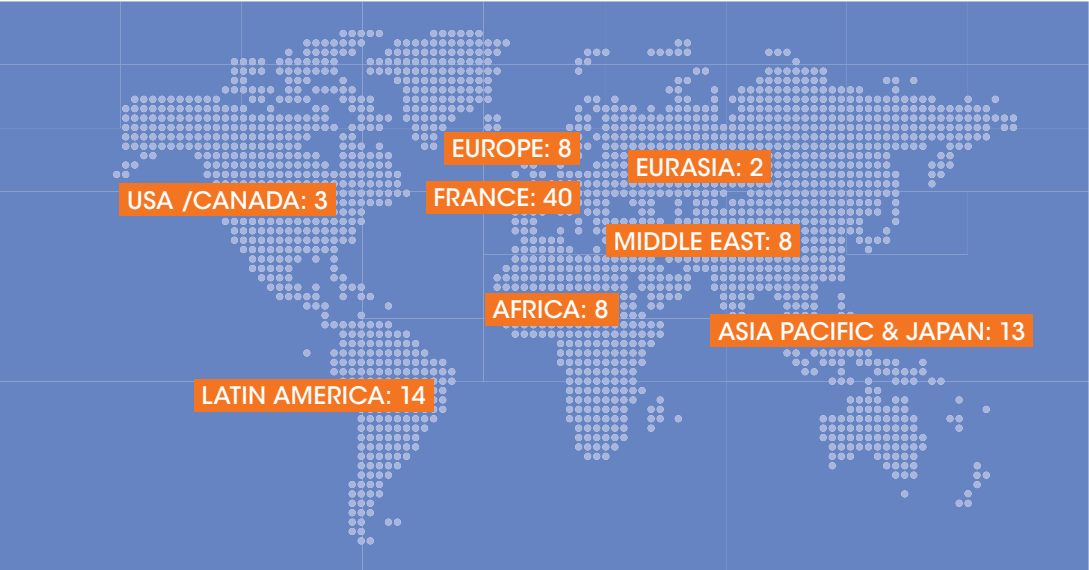 EUROPE: 8
EURASIA: 2
USA /CANADA: 3
FRANCE: 40
MIDDLE EAST: 8
AFRICA: 8
ASIA PACIFIC & JAPAN: 13
LATIN AMERICA: 14